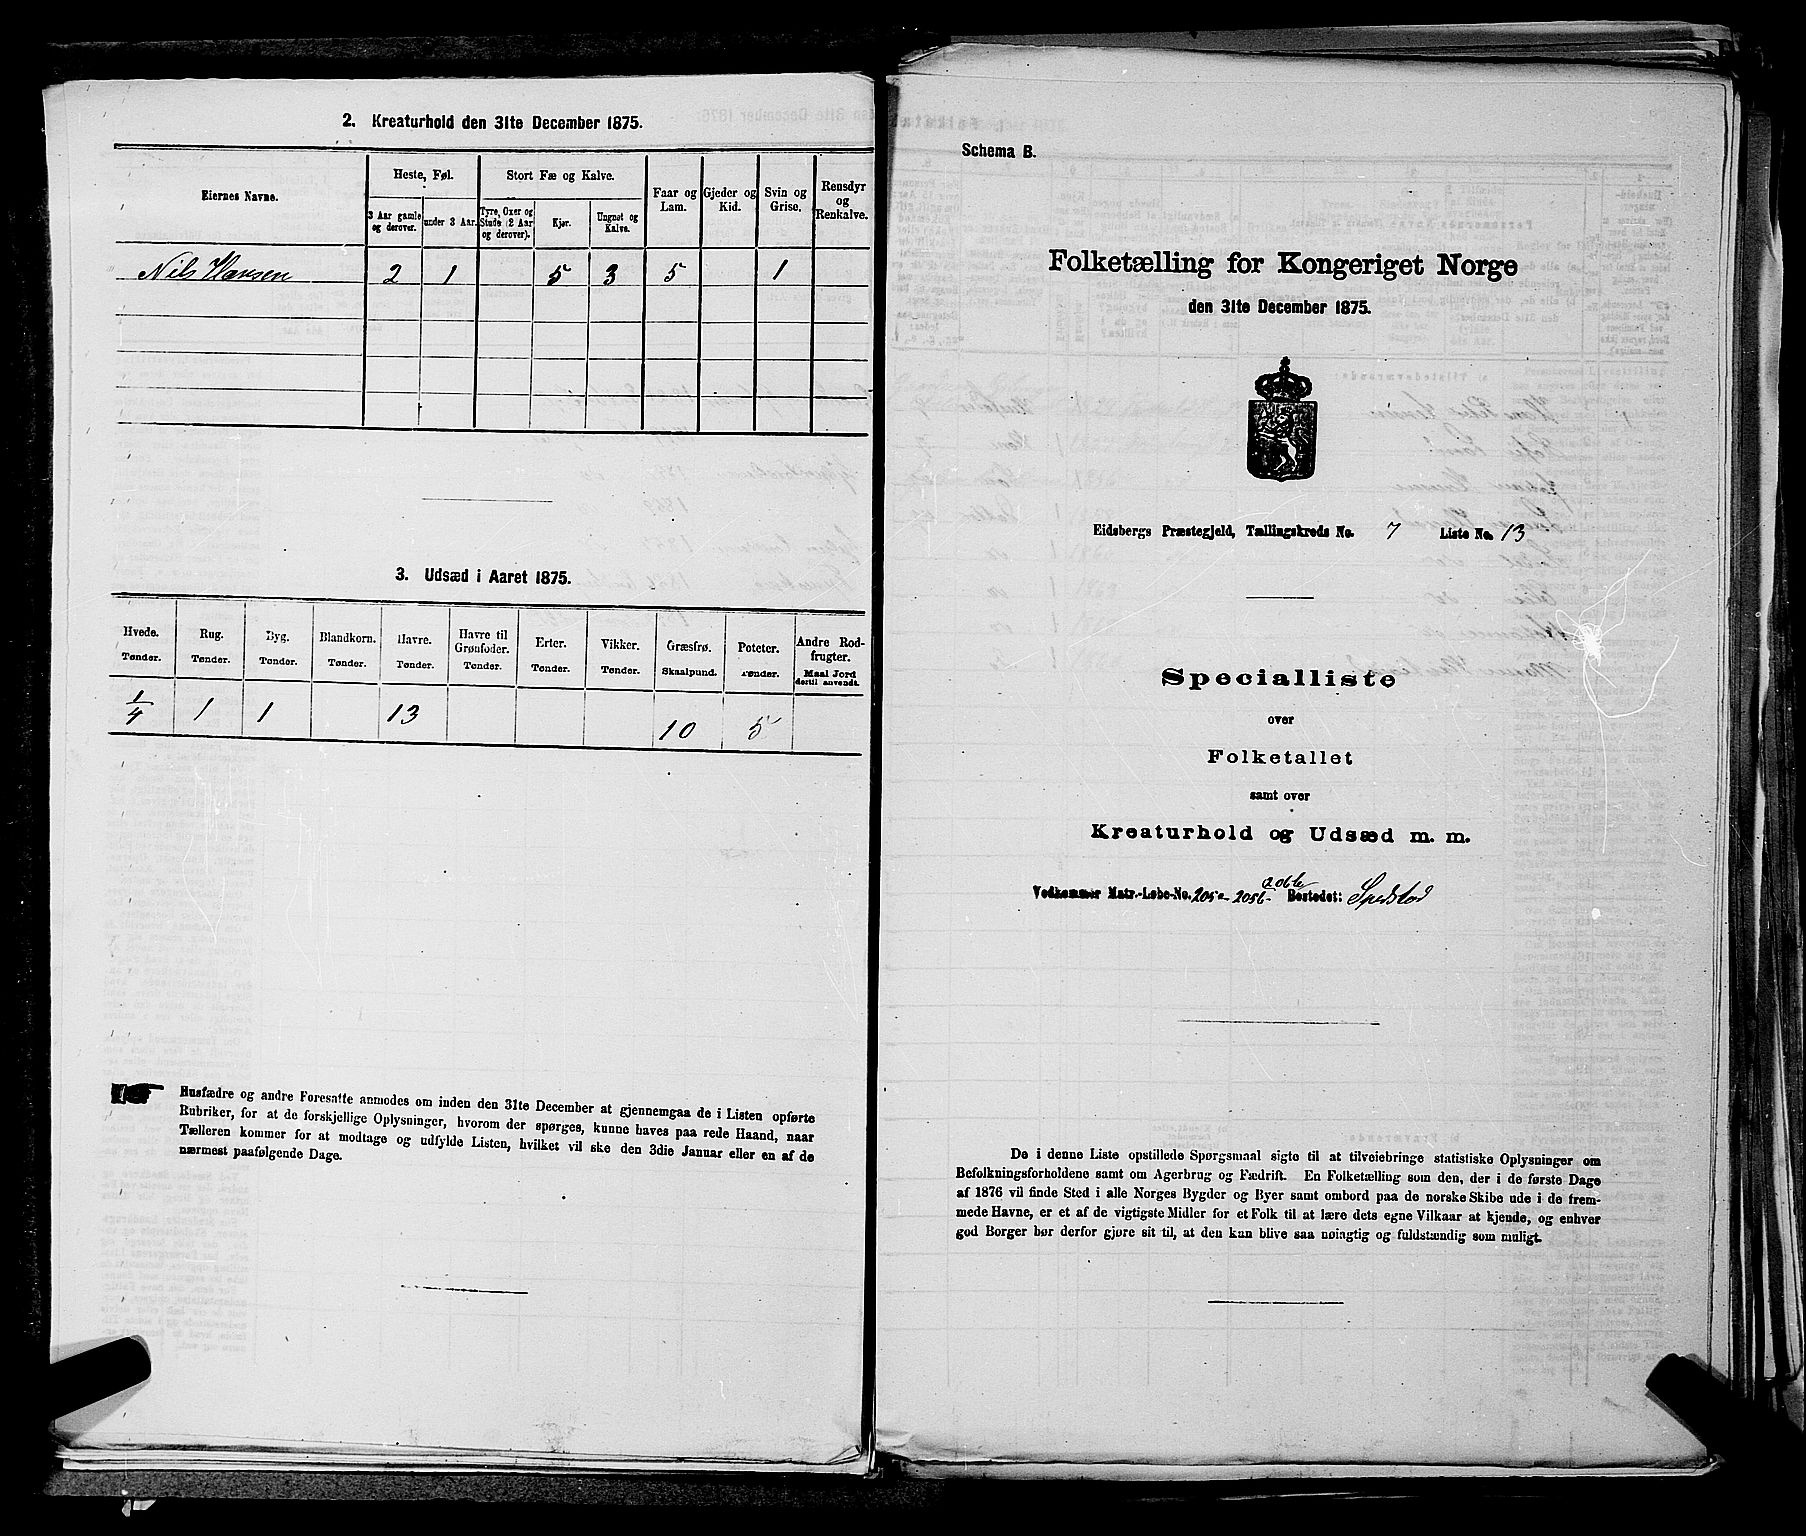 2. Kreaturhold den 31te December 1875.
Eiernes Navne.
Heste, Føl.
Stort Fæ og Kalve.
Faar og Lam.
Gjeder og Kid.
Svin og Grise.
Rensdyr og Renkalve.
3 Aar gamle og derover.
under 3 Aar.
Tyre, Oxer og Stude (2 Aar og derover).
Kjør.
Ungnøt og Kalve.
Nils Hansen 2 1 5 3 5 1
3. Udsæd i Aaret 1875.
Hvede. Rug. Byg. Blandkorn. Havre. Havre til Grønfoder. Erter. Vikker. Græsfrø. Poteter. Andre Rodfrugter.
Tønder. Tønder. Tønder. Tønder. Tønder. Tønder. Tønder. Tønder. Skaalpund. Tønder. Maal Jord dertil anvendt.
1/4 1 1 13 10 5
Husfædre og andre Foresatte anmodes om inden den 31te December at gjennemgaa de i Listen opførte
Rubriker, for at de forskjellige Oplysninger, hvorom der spørges, kunne haves paa rede Haand, naar
Tælleren kommer for at modtage og udfylde Listen, hvilket vil ske den 3die Januar eller en af de
nærmest paafølgende Dage.
Schema B.
Folketælling for Kongeriget Norge
den 31te December 1875.
Eidsbergs Præstegjeld, Tællingskreds No. 7 Liste No. 13
Specialliste
over
Folketallet
samt over
Kreaturhold og Udsæd m. m.
206b
Vedkommer Matr.-Løbe-No. 205a- 205b- Bostedet: Spedstad
De i denne Liste opstillede Spørgsmaal sigte til at tilveiebringe statistiske Oplysninger om
Befolkningsforholdene samt om Agerbrug og Fædrift. En Folketælling som den, der i de første Dage
af 1876 vil finde Sted i alle Norges Bygder og Byer samt ombord paa de norske Skibe ude i de frem-
mede Havne, er et af de vigtigste Midler for et Folk til at lære dets egne Vilkaar at kjende, og enhver
god Borger bør derfor gjøre sit til, at den kan blive saa nøiagtig og fuldstændig som muligt.